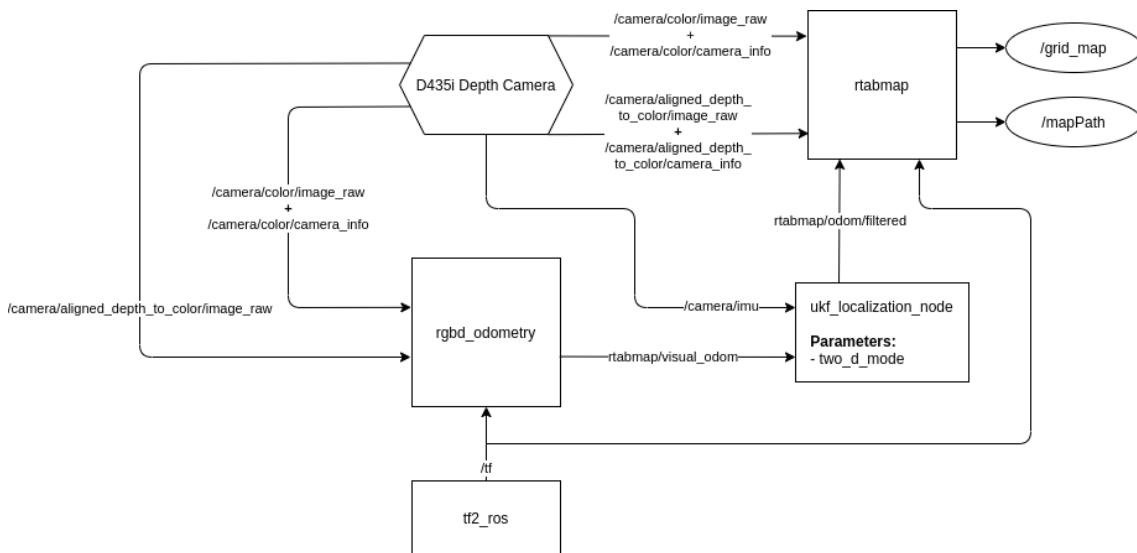 /camera/color/image_raw
+
/camera/color/camera_info
/grid_map
D435i Depth Camera
rtabmap
/camera/aligned_depth_
to_color/image_raw
+
/camera/aligned_depth_
to_color/camera_info
/mapPath
/camera/color/image_raw
+
/camera/color/camera_info
rtabmap/odom/filtered
/camera/aligned_depth_to_color/image_raw
rgbd_odometry
/camera/imu
ukf_localization_node
Parameters:
- two_d_mode
rtabmap/visual_odom
/tf
tf2_ros